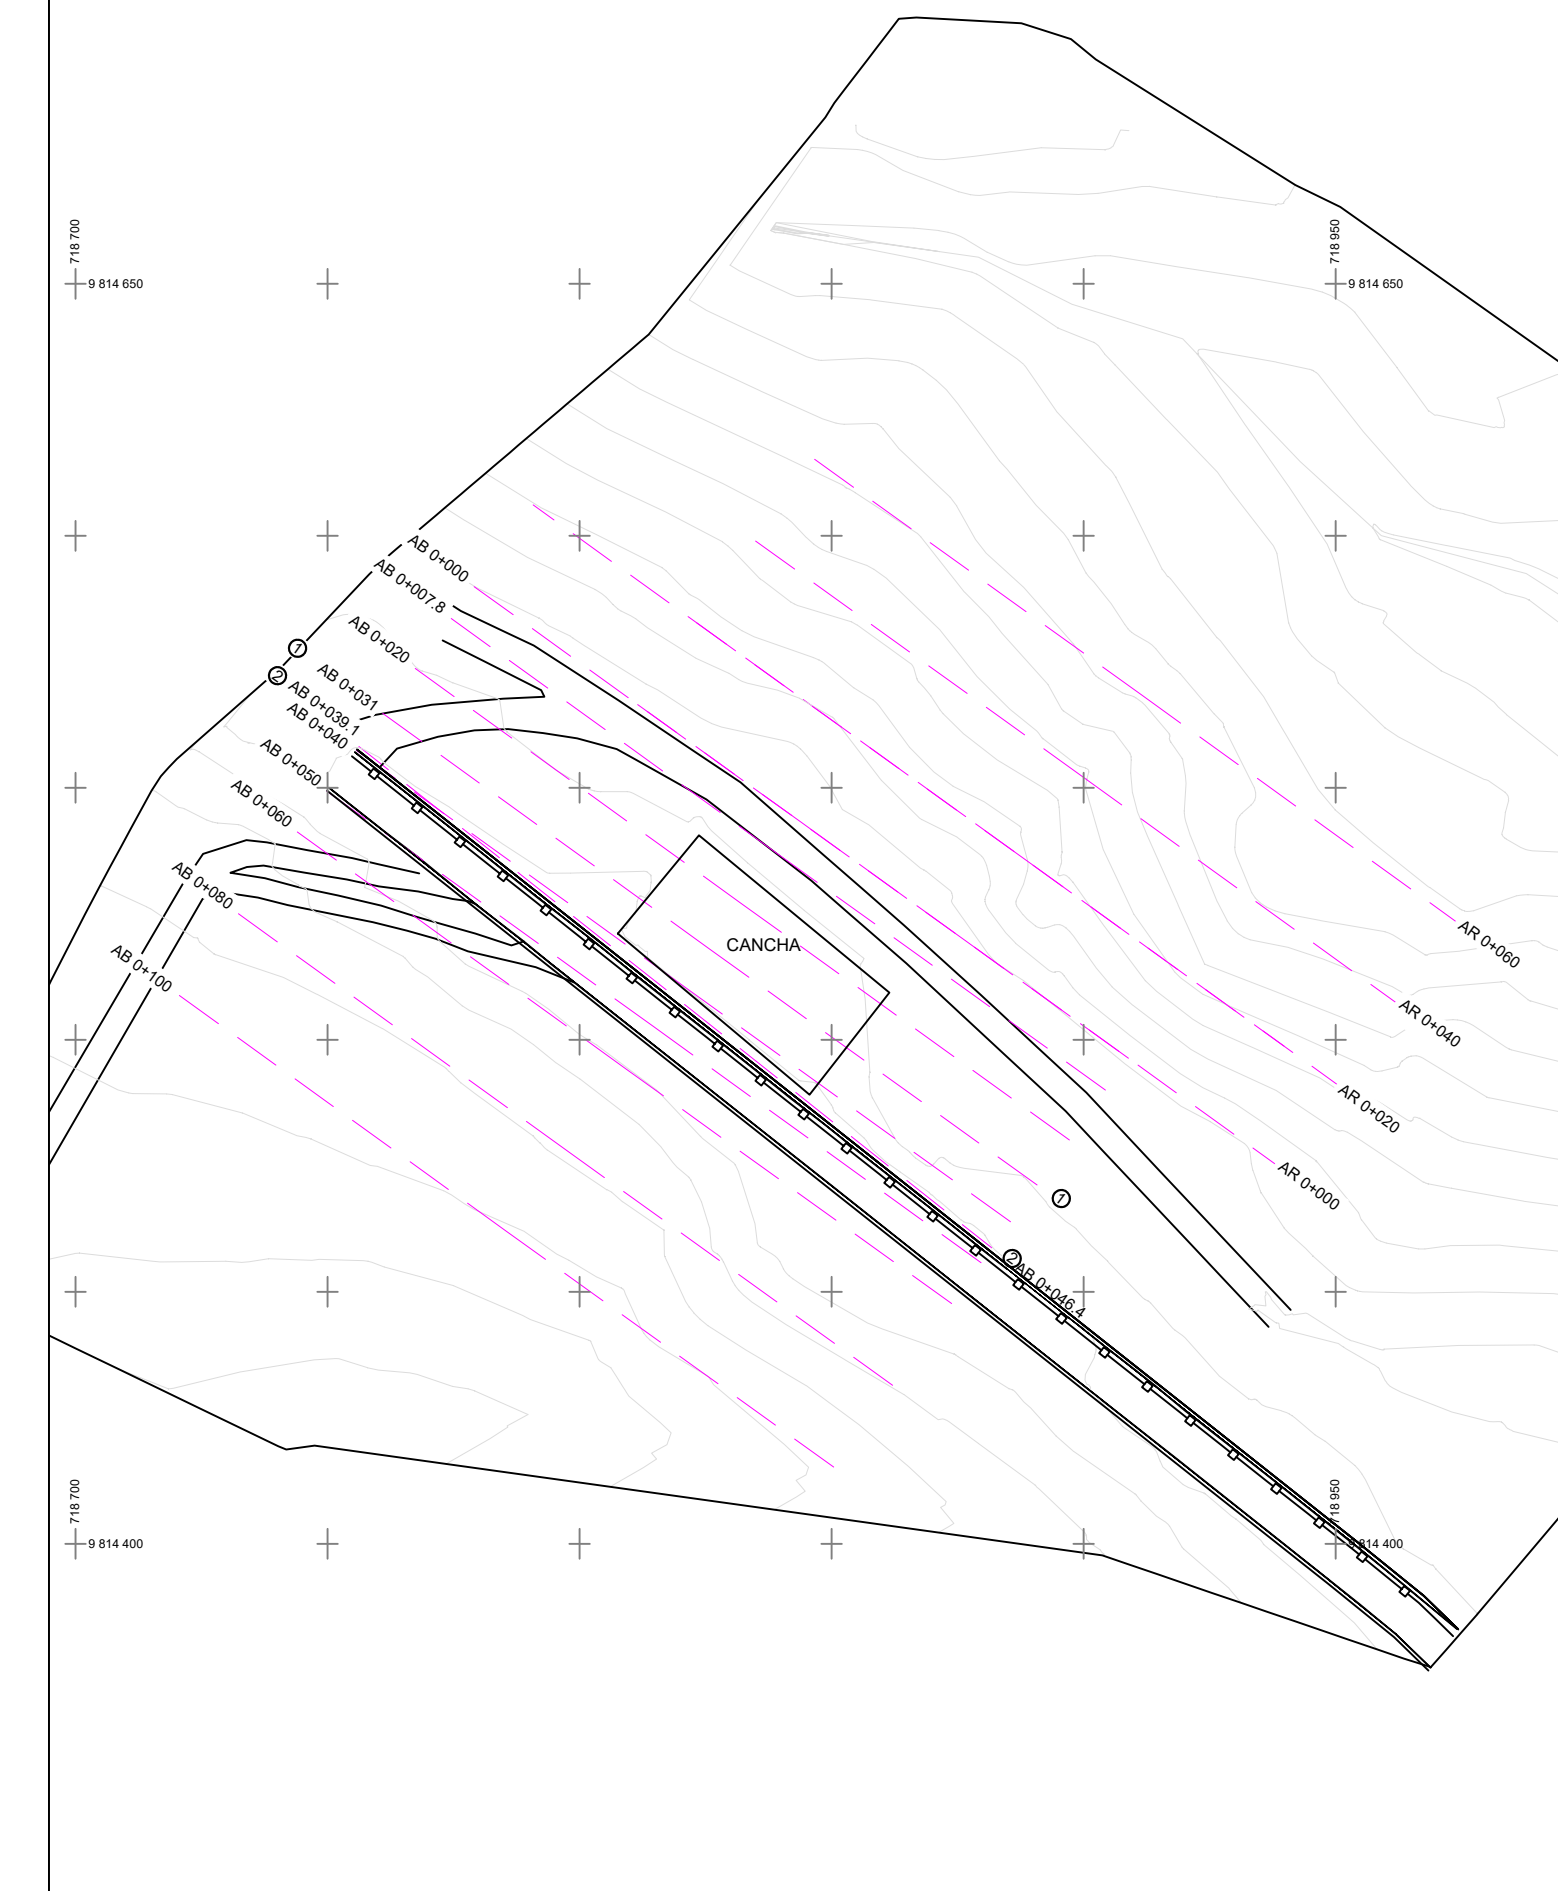 718 700
718 950
9 814 650
9 814 650
AB 0+000
AB 0+007.8
AB 0+020
1
2
AB 0+031
AB 0+039.1
AB 0+040
AB 0+050
AB 0+060
AB 0+080
AB 0+100
CANCHA
AR 0+060
AR 0+040
AR 0+020
AR 0+000
1
2
AB 0+046.4
718 700
718 950
9 814 400
9 814 400